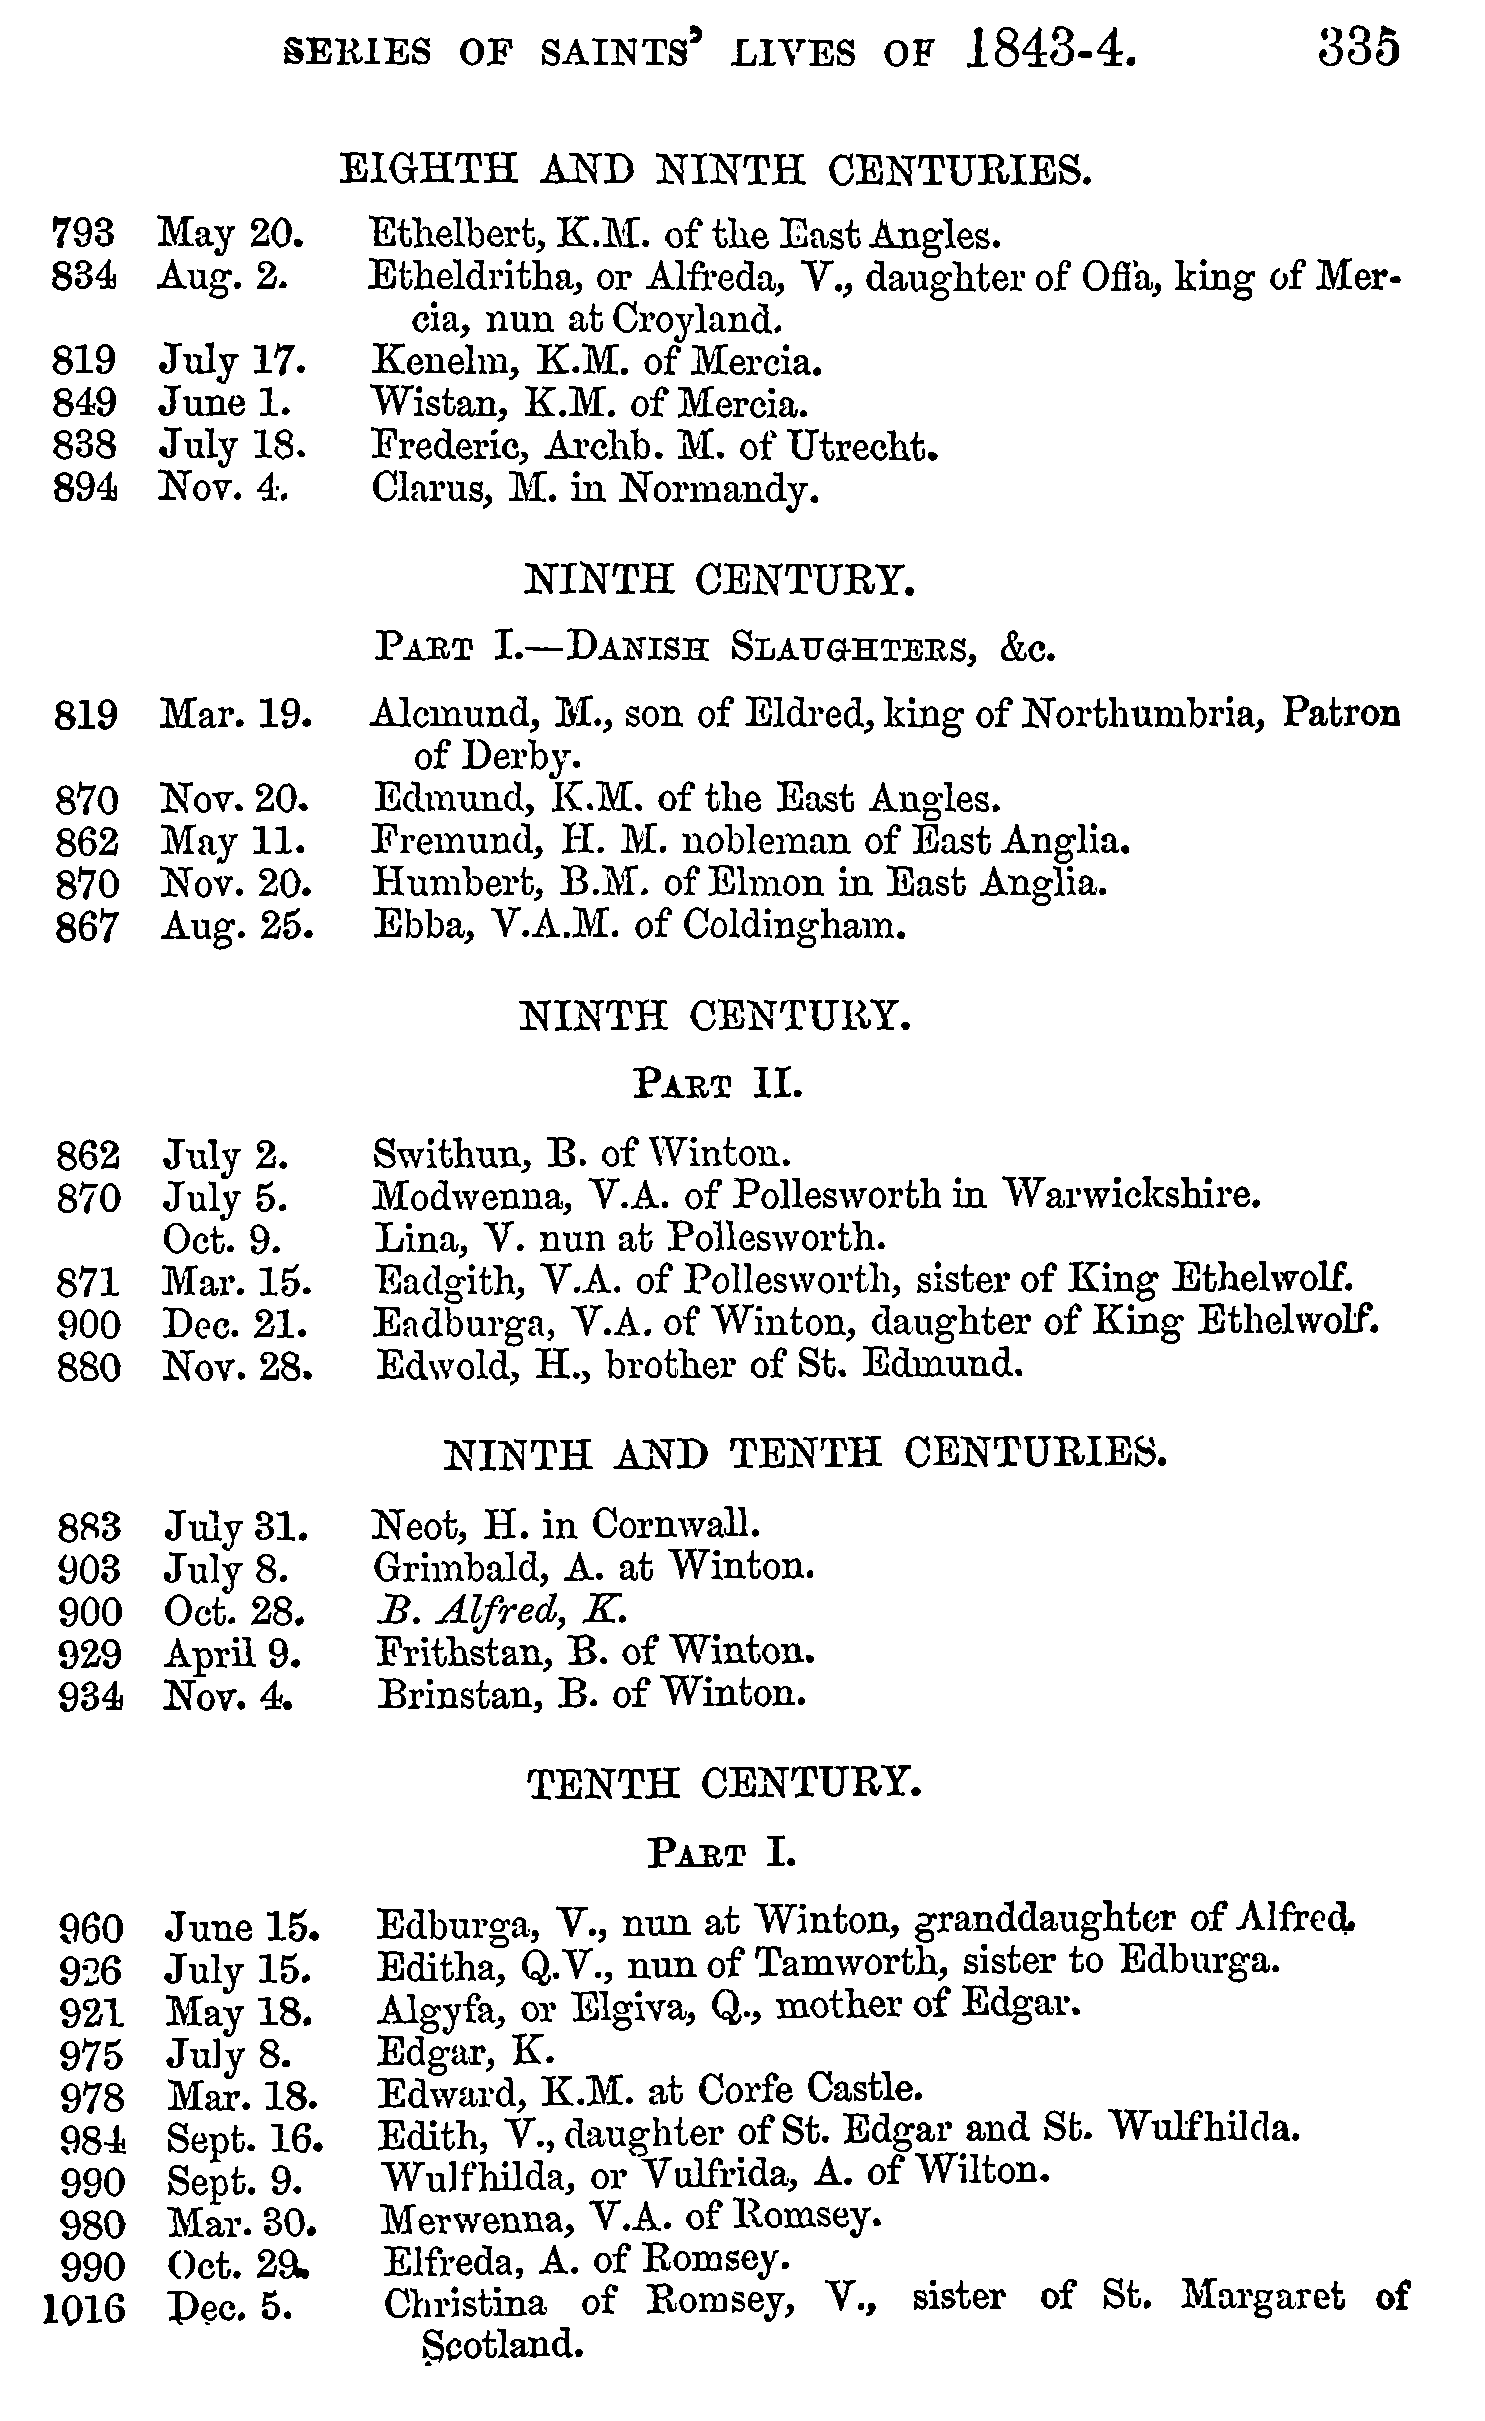 SERIES OF SAINTS' LIVES OF 1843-4. 335
EIGHTH AND NINTH CENTURIES.
793 May 20. Ethelbert, K.M. of the East Angles.
834 Aug. 2. Etheldritha, or Alfreda, V., daughter of Offa, king of Mer-
cia, nun at Croyland.
819 July 17. Kenelm, K.M. of Mercia.
849 June 1. Wistan, K.M. of Mercia.
838 July 18. Frederic, Archb. M. of Utrecht.
894 Nov. 4. Clarus, M. in Normandy.
NINTH CENTURY.
PART I.—DANISH SLAUGHTERS, &c.
819 Mar. 19. Alcmund, M., son of Eldred, king of Northumbria, Patron
of Derby.
870 Nov. 20. Edmund, K.M. of the East Angles.
862 May 11. Fremund, H. M. nobleman of East Anglia.
870 Nov. 20. Humbert, B.M. of Elmon in East Anglia.
867 Aug. 25. Ebba, V.A.M. of Coldingham.
NINTH CENTURY.
PART II.
862 July 2. Swithun, B. of Winton.
870 July 5. Modwenna, V.A. of Pollesworth in Warwickshire.
Oct. 9. Lina, V. nun at Pollesworth.
871 Mar. 15. Eadgith, V.A. of Pollesworth, sister of King Ethelwolf.
900 Dec. 21. Eadburga, V.A. of Winton, daughter of King Ethelwolf.
880 Nov. 28. Edwold, H., brother of St. Edmund.
NINTH AND TENTH CENTURIES.
883 July 31. Neot, H. in Cornwall.
903 July 8. Grimbald, A. at Winton.
900 Oct. 28. B. Alfred, K.
929 April 9. Frithstan, B. of Winton.
934 Nov. 4. Brinstan, B. of Winton.
TENTH CENTURY.
PART I.
960 June 15. Edburga, V., nun at Winton, granddaughter of Alfred.
926 July 15. Editha, Q.V., nun of Tamworth, sister to Edburga.
921 May 18. Algyfa, or Elgiva, Q., mother of Edgar.
975 July 8. Edgar, K.
978 Mar. 18. Edward, K.M. at Corfe Castle.
984 Sept. 16. Edith, V., daughter of St. Edgar and St. Wulfhilda.
990 Sept. 9. Wulfhilda, or Vulfrida, A. of Wilton.
980 Mar. 30. Merwenna, V.A. of Romsey.
990 Oct. 29. Elfreda, A. of Romsey.
1016 Dec. 5. Christina of Romsey, V., sister of St. Margaret of
Scotland.